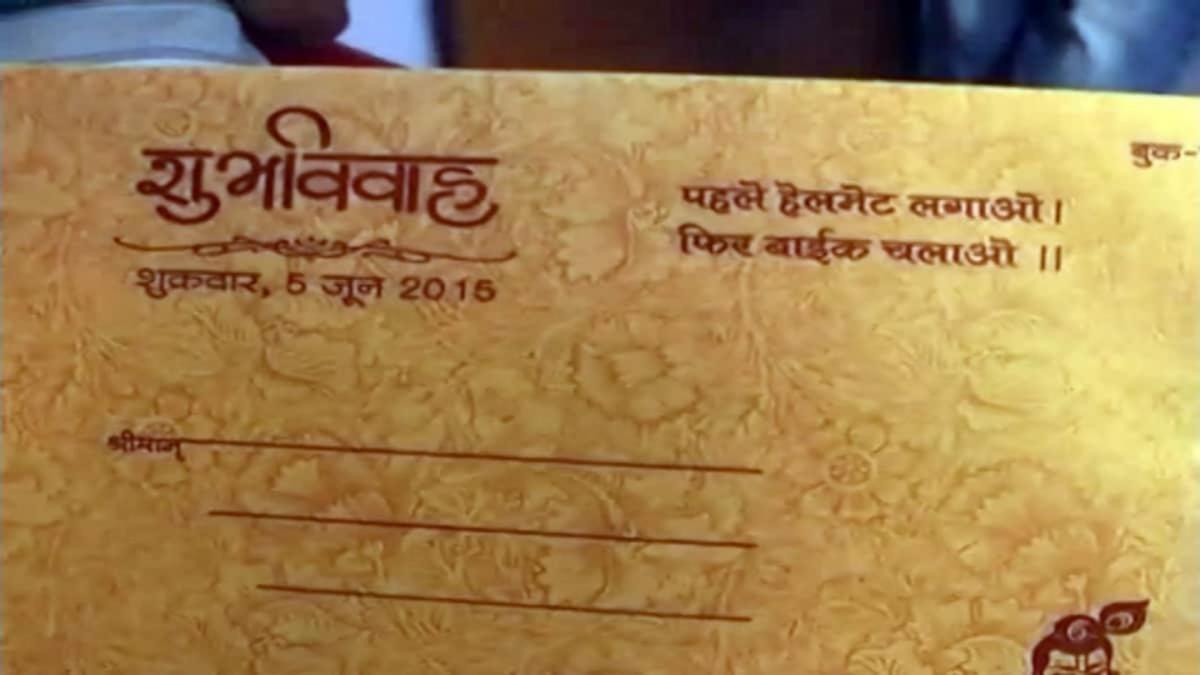 शुभविवाह
शुक्रवार, 5 जून 2015
पहले हेलमेट लगाओ।
फिर बाईक चलाओ ।।
बुक-
श्रीमान्